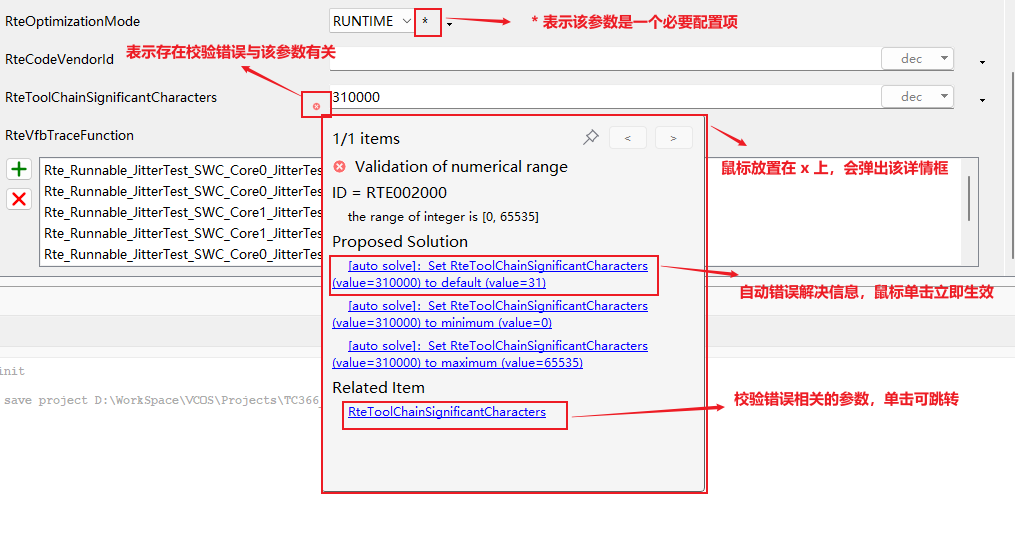 RteOptimizationMode
RUNTIME
*
* 表示该参数是一个必要配置项
表示存在校验错误与该参数有关
RteCodeVendorId
dec
RteToolChainSignificantCharacters
310000
dec
RteVfbTraceFunction
Rte_Runnable_JitterTest_SWC_Core0_JitterTes
Rte_Runnable_JitterTest_SWC_Core0_JitterTes
Rte_Runnable_JitterTest_SWC_Core1_JitterTes
Rte_Runnable_JitterTest_SWC_Core1_JitterTes
Rte_Runnable_JitterTest_SWC_Core0_JitterTes
1/1 items
<
>
鼠标放置在 x 上，会弹出该详情框
Validation of numerical range
ID = RTE002000
the range of integer is [0, 65535]
Proposed Solution
[auto solve]: Set RteToolChainSignificantCharacters
(value=310000) to default (value=31)
自动错误解决信息，鼠标单击立即生效
[auto solve]: Set RteToolChainSignificantCharacters
(value=310000) to minimum (value=0)
[auto solve]: Set RteToolChainSignificantCharacters
(value=310000) to maximum (value=65535)
Related Item
RteToolChainSignificantCharacters
校验错误相关的参数，单击可跳转
init
save project D:\WorkSpace\VCOS\Projects\TC366_